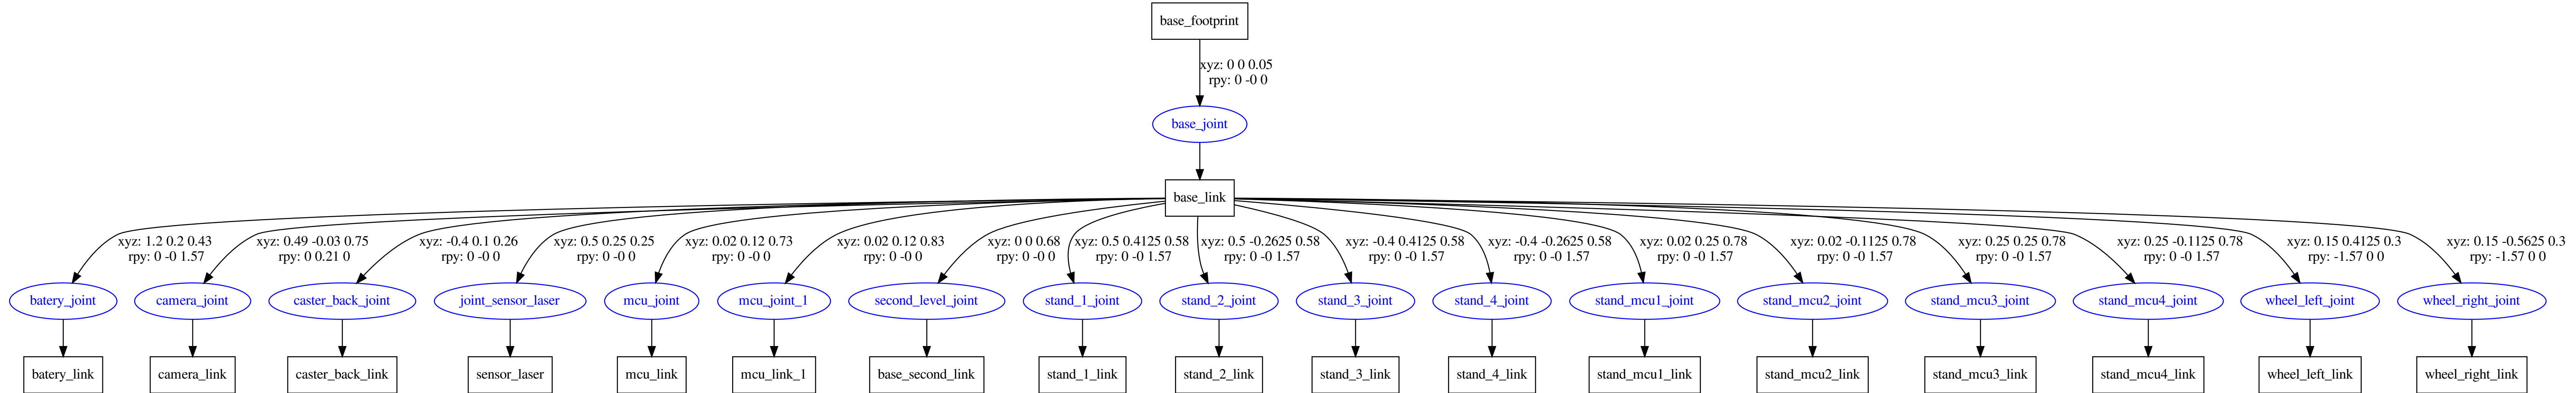 base_footprint
xyz: 0 0 0.05
rpy: 0 -0 0
base_joint
base_link
xyz: 1.2 0.2 0.43
rpy: 0 -0 1.57
xyz: 0.49 -0.03 0.75
rpy: 0 0.21 0
xyz: -0.4 0.1 0.26
rpy: 0 -0 0
xyz: 0.5 0.25 0.25
rpy: 0 -0 0
xyz: 0.02 0.12 0.73
rpy: 0 -0 0
xyz: 0.02 0.12 0.83
rpy: 0 -0 0
xyz: 0 0 0.68
rpy: 0 -0 0
xyz: 0.5 0.4125 0.58
rpy: 0 -0 1.57
xyz: 0.5 -0.2625 0.58
rpy: 0 -0 1.57
xyz: -0.4 0.4125 0.58
rpy: 0 -0 1.57
xyz: -0.4 -0.2625 0.58
rpy: 0 -0 1.57
xyz: 0.02 0.25 0.78
rpy: 0 -0 1.57
xyz: 0.02 -0.1125 0.78
rpy: 0 -0 1.57
xyz: 0.25 0.25 0.78
rpy: 0 -0 1.57
xyz: 0.25 -0.1125 0.78
rpy: 0 -0 1.57
xyz: 0.15 0.4125 0.3
rpy: -1.57 0 0
xyz: 0.15 -0.5625 0.3
rpy: -1.57 0 0
batery_joint
camera_joint
caster_back_joint
joint_sensor_laser
mcu_joint
mcu_joint_1
second_level_joint
stand_1_joint
stand_2_joint
stand_3_joint
stand_4_joint
stand_mcu1_joint
stand_mcu2_joint
stand_mcu3_joint
stand_mcu4_joint
wheel_left_joint
wheel_right_joint
batery_link
camera_link
caster_back_link
sensor_laser
mcu_link
mcu_link_1
base_second_link
stand_1_link
stand_2_link
stand_3_link
stand_4_link
stand_mcu1_link
stand_mcu2_link
stand_mcu3_link
stand_mcu4_link
wheel_left_link
wheel_right_link